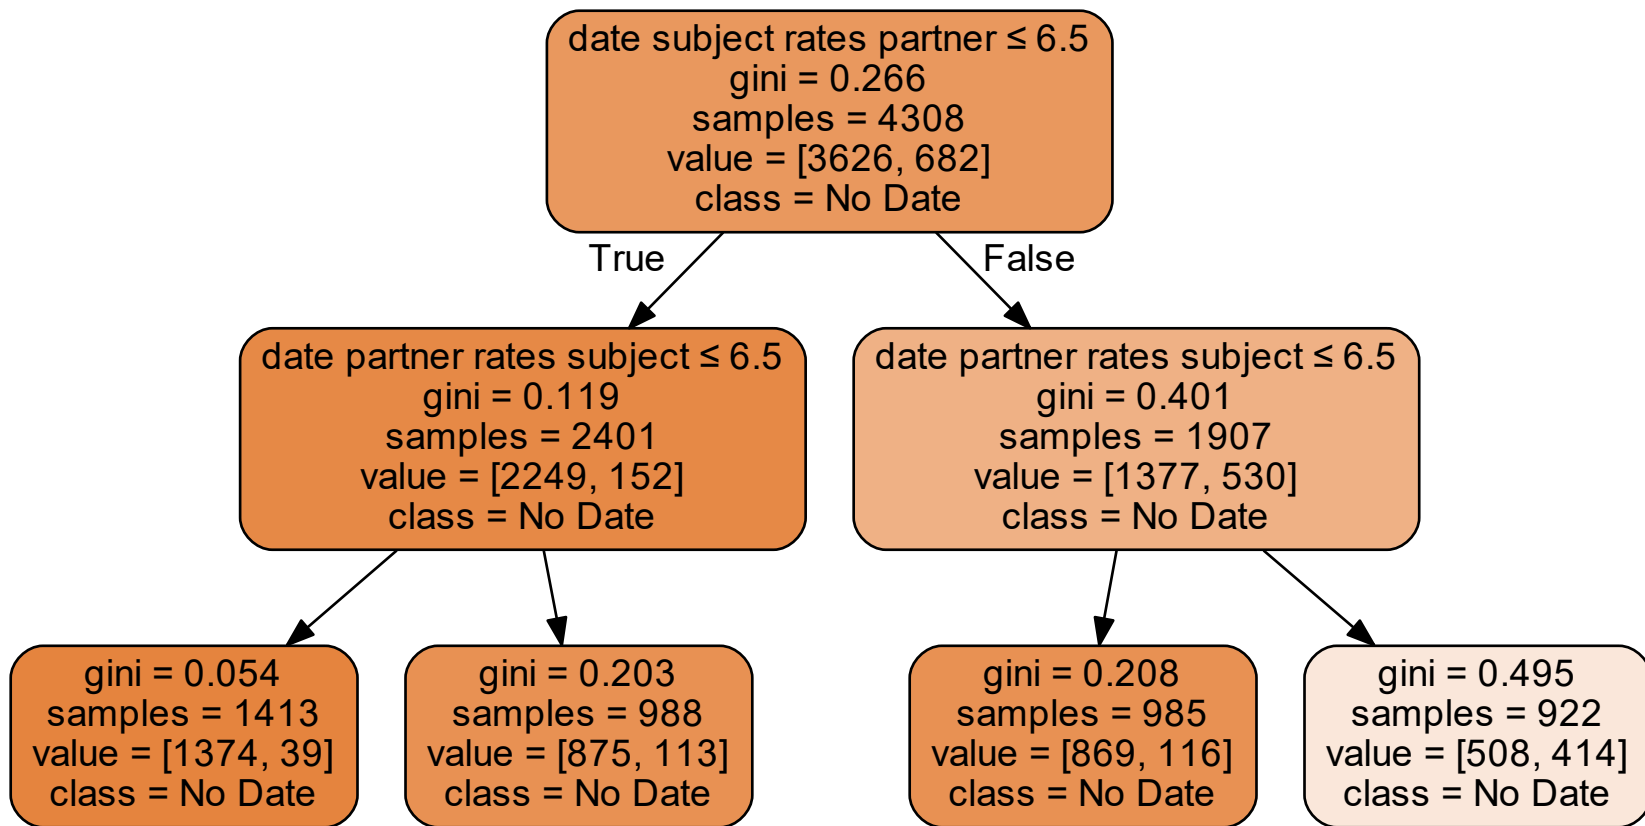 date subject rates partner ≤ 6.5
gini = 0.266
samples = 4308
value = [3626, 682]
class = No Date
True
False
date partner rates subject ≤ 6.5
gini = 0.119
samples = 2401
value = [2249, 152]
class = No Date
date partner rates subject ≤ 6.5
gini = 0.401
samples = 1907
value = [1377, 530]
class = No Date
gini = 0.054
samples = 1413
value = [1374, 39]
class = No Date
gini = 0.203
samples = 988
value = [875, 113]
class = No Date
gini = 0.208
samples = 985
value = [869, 116]
class = No Date
gini = 0.495
samples = 922
value = [508, 414]
class = No Date